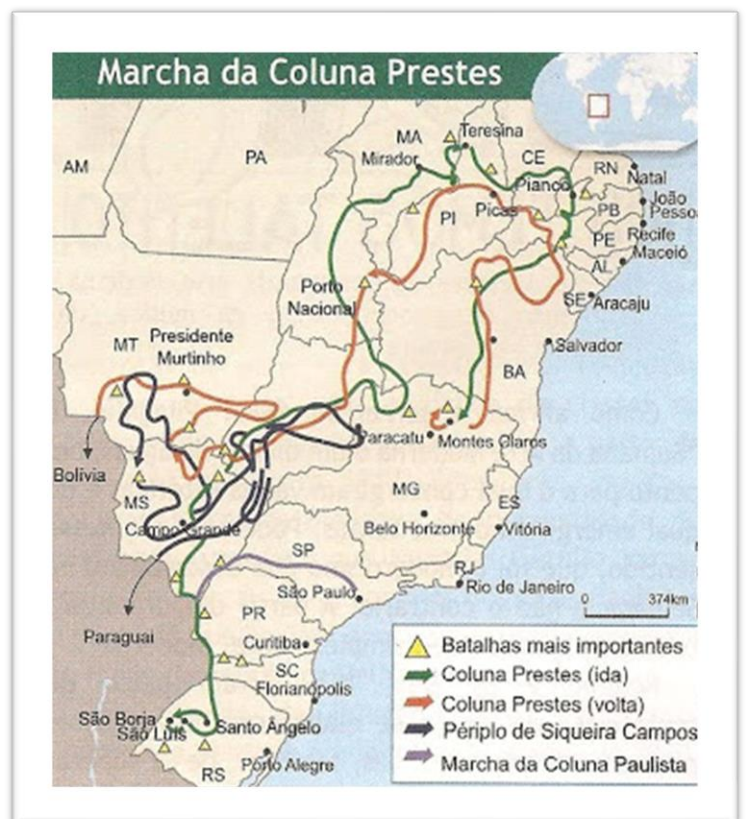 Marcha da Coluna Prestes
AM
PA
MA
Teresina
Mirador
CE
RN
Natal
Piancó
João
Pessoa
PB
PI
Picas
PE
Recife
Maceió
AL
Porto
Nacional
SE
Aracaju
MT
Presidente
Murtinho
Salvador
BA
Paracatu
Montes Claros
Bolívia
MS
MG
ES
Campo Grande
Belo Horizonte
Vitória
SP
RJ
Rio de Janeiro
São Paulo
0
374km
PR
Paraguai
Curitiba
SC
Florianópolis
São Borja
São Luís
Santo Ângelo
Porto Alegre
RS
Batalhas mais importantes
Coluna Prestes (ida)
Coluna Prestes (volta)
Périplo de Siqueira Campos
Marcha da Coluna Paulista